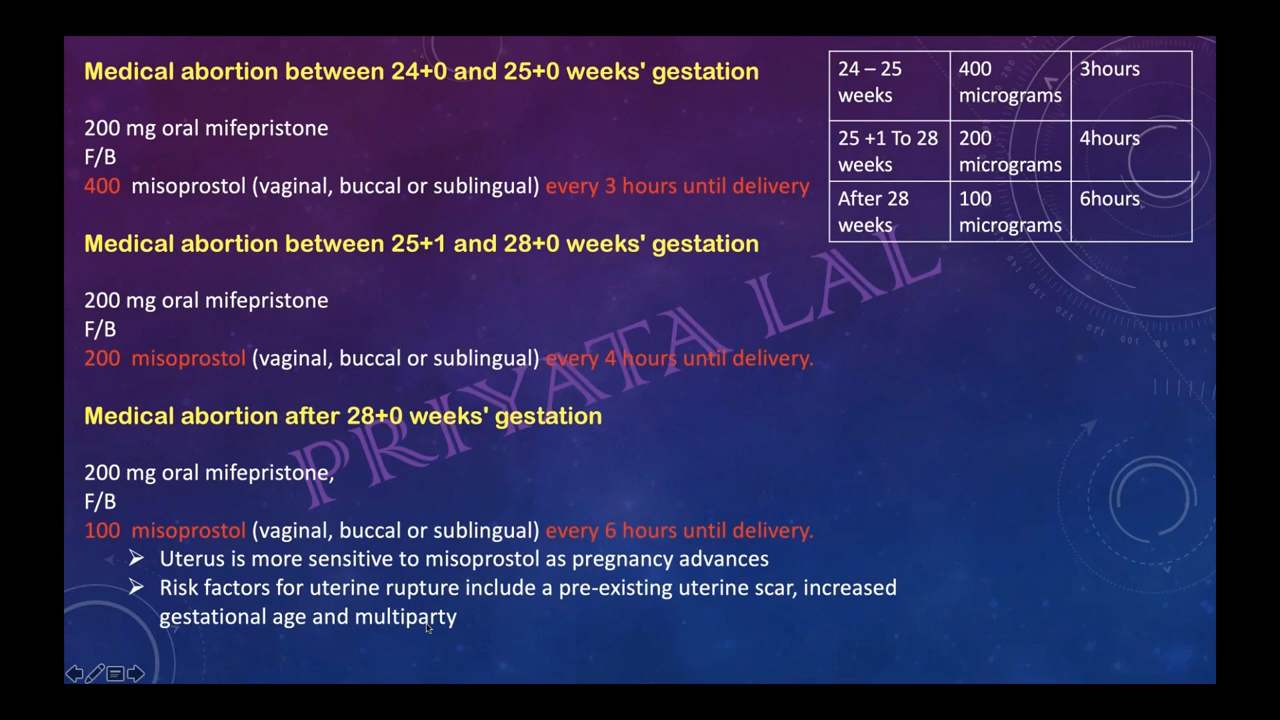 Medical abortion between 24+0 and 25+0 weeks' gestation
200 mg oral mifepristone
F/B
400 misoprostol (vaginal, buccal or sublingual) every 3 hours until delivery
Medical abortion between 25+1 and 28+0 weeks' gestation
200 mg oral mifepristone
F/B
200 misoprostol (vaginal, buccal or sublingual) every 4 hours until delivery.
Medical abortion after 28+0 weeks' gestation
200 mg oral mifepristone,
F/B
100 misoprostol (vaginal, buccal or sublingual) every 6 hours until delivery.
Uterus is more sensitive to misoprostol as pregnancy advances
Risk factors for uterine rupture include a pre-existing uterine scar, increased
gestational age and multiparty
24 – 25
weeks
400
micrograms
3hours
25 +1 To 28
weeks
200
micrograms
4hours
After 28
weeks
100
micrograms
6hours
PRIYATA LAL